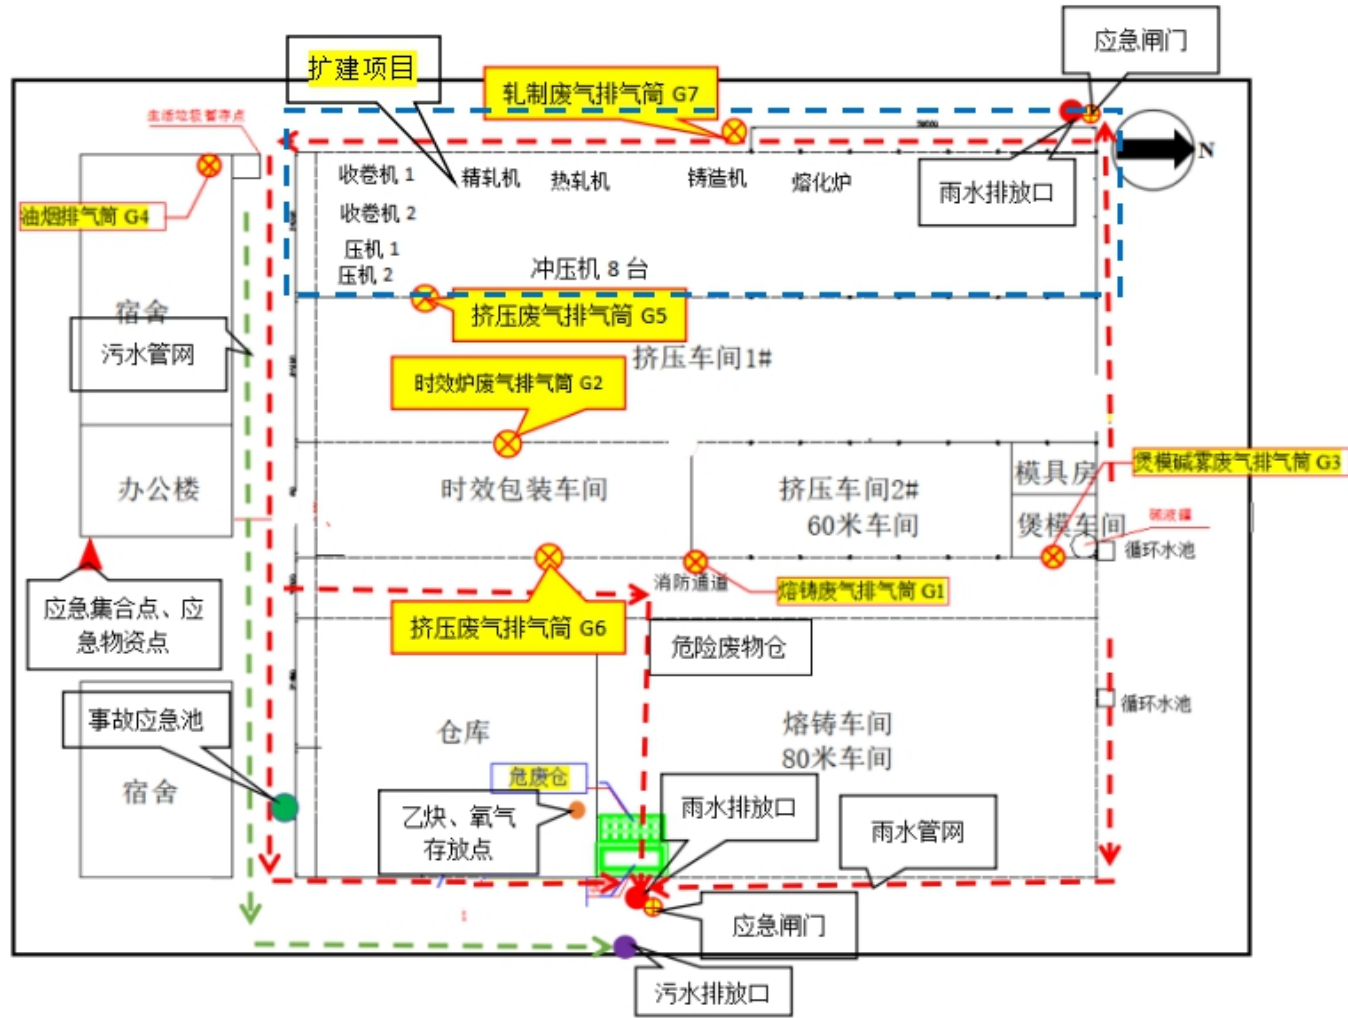 应急闸门
扩建项目
轧制废气排气筒 G7
生活垃圾暂存点
N
收卷机 1
精轧机
热轧机
铸造机
熔化炉
雨水排放口
油烟排气筒 G4
收卷机 2
压机 1
压机 2
冲压机 8 台
宿舍
挤压废气排气筒 G5
污水管网
挤压车间1#
时效炉废气排气筒 G2
煲模碱雾废气排气筒 G3
模具房
办公楼
时效包装车间
挤压车间2#
60米车间
煲模车间
碱液罐
循环水池
消防通道
熔铸废气排气筒 G1
应急集合点、应
急物资点
挤压废气排气筒 G6
危险废物仓
事故应急池
仓库
熔铸车间
80米车间
循环水池
危废仓
宿舍
乙炔、氧气
存放点
雨水排放口
雨水管网
应急闸门
污水排放口